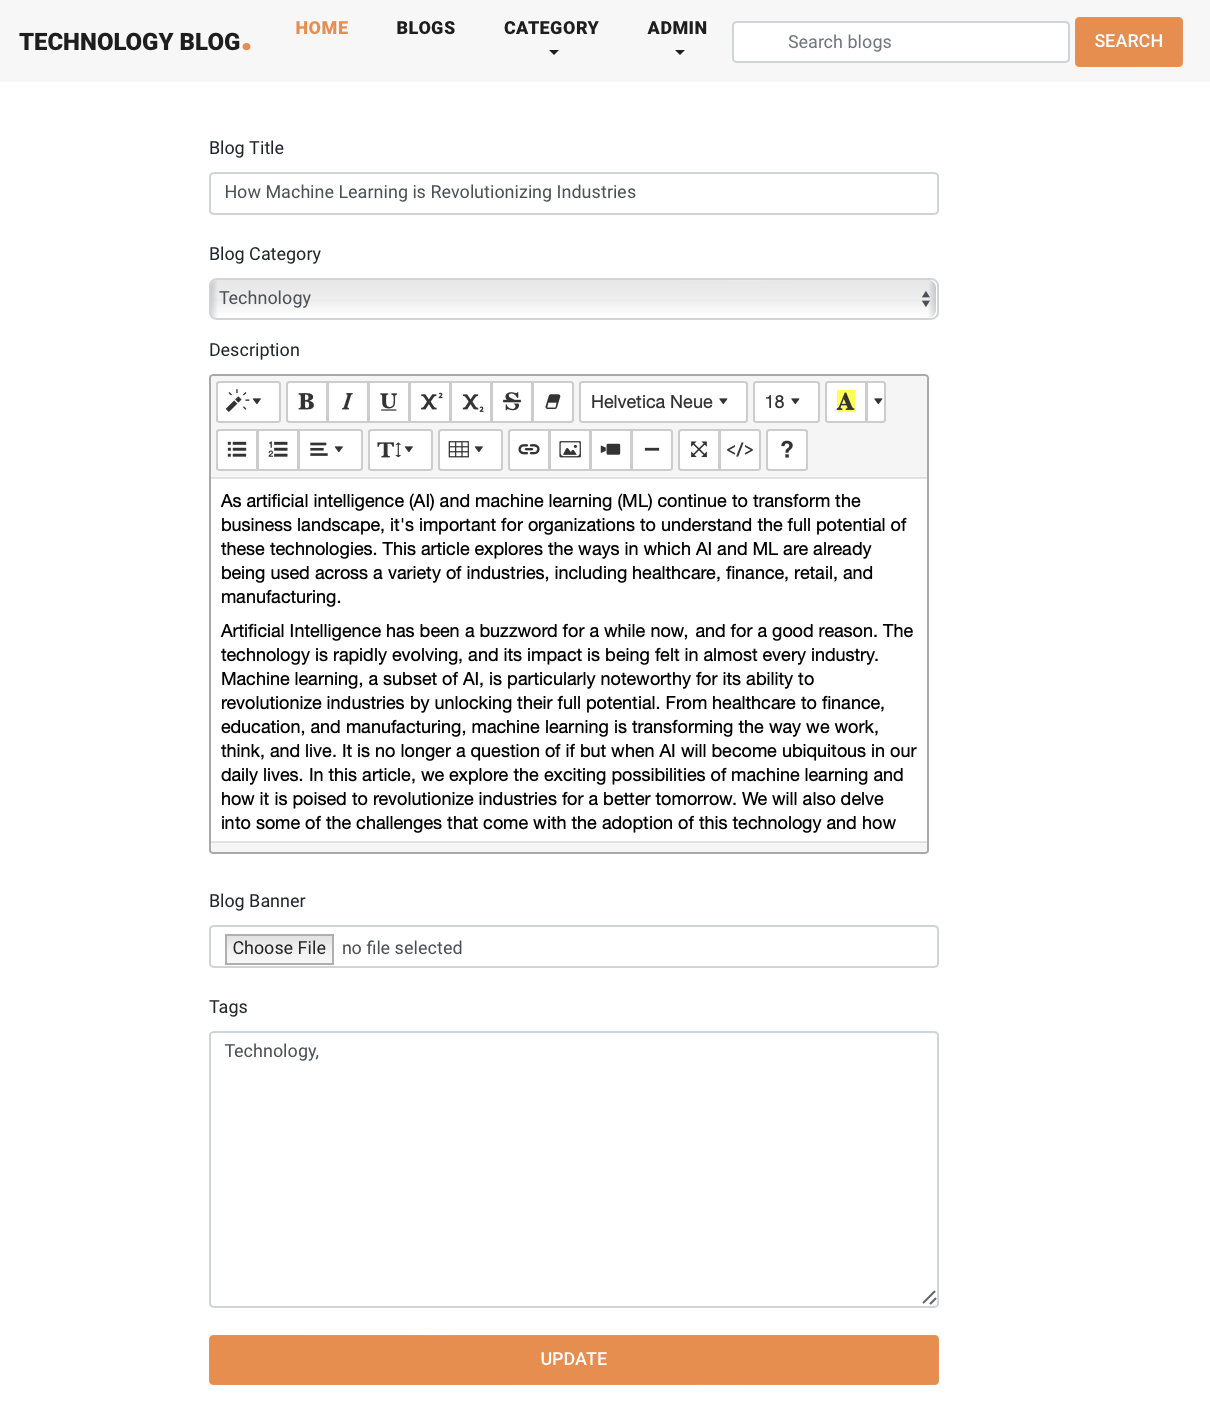 TECHNOLOGY BLOG.
HOME
BLOGS
CATEGORY
ADMIN
Search blogs
SEARCH
Blog Title
How Machine Learning is Revolutionizing Industries
Blog Category
Technology
Description
B I U X² X₂ S Helvetica Neue 18 A
T </> ?
As artificial intelligence (AI) and machine learning (ML) continue to transform the
business landscape, it's important for organizations to understand the full potential of
these technologies. This article explores the ways in which AI and ML are already
being used across a variety of industries, including healthcare, finance, retail, and
manufacturing.
Artificial Intelligence has been a buzzword for a while now, and for a good reason. The
technology is rapidly evolving, and its impact is being felt in almost every industry.
Machine learning, a subset of AI, is particularly noteworthy for its ability to
revolutionize industries by unlocking their full potential. From healthcare to finance,
education, and manufacturing, machine learning is transforming the way we work,
think, and live. It is no longer a question of if but when AI will become ubiquitous in our
daily lives. In this article, we explore the exciting possibilities of machine learning and
how it is poised to revolutionize industries for a better tomorrow. We will also delve
into some of the challenges that come with the adoption of this technology and how
Blog Banner
Choose File no file selected
Tags
Technology,
UPDATE